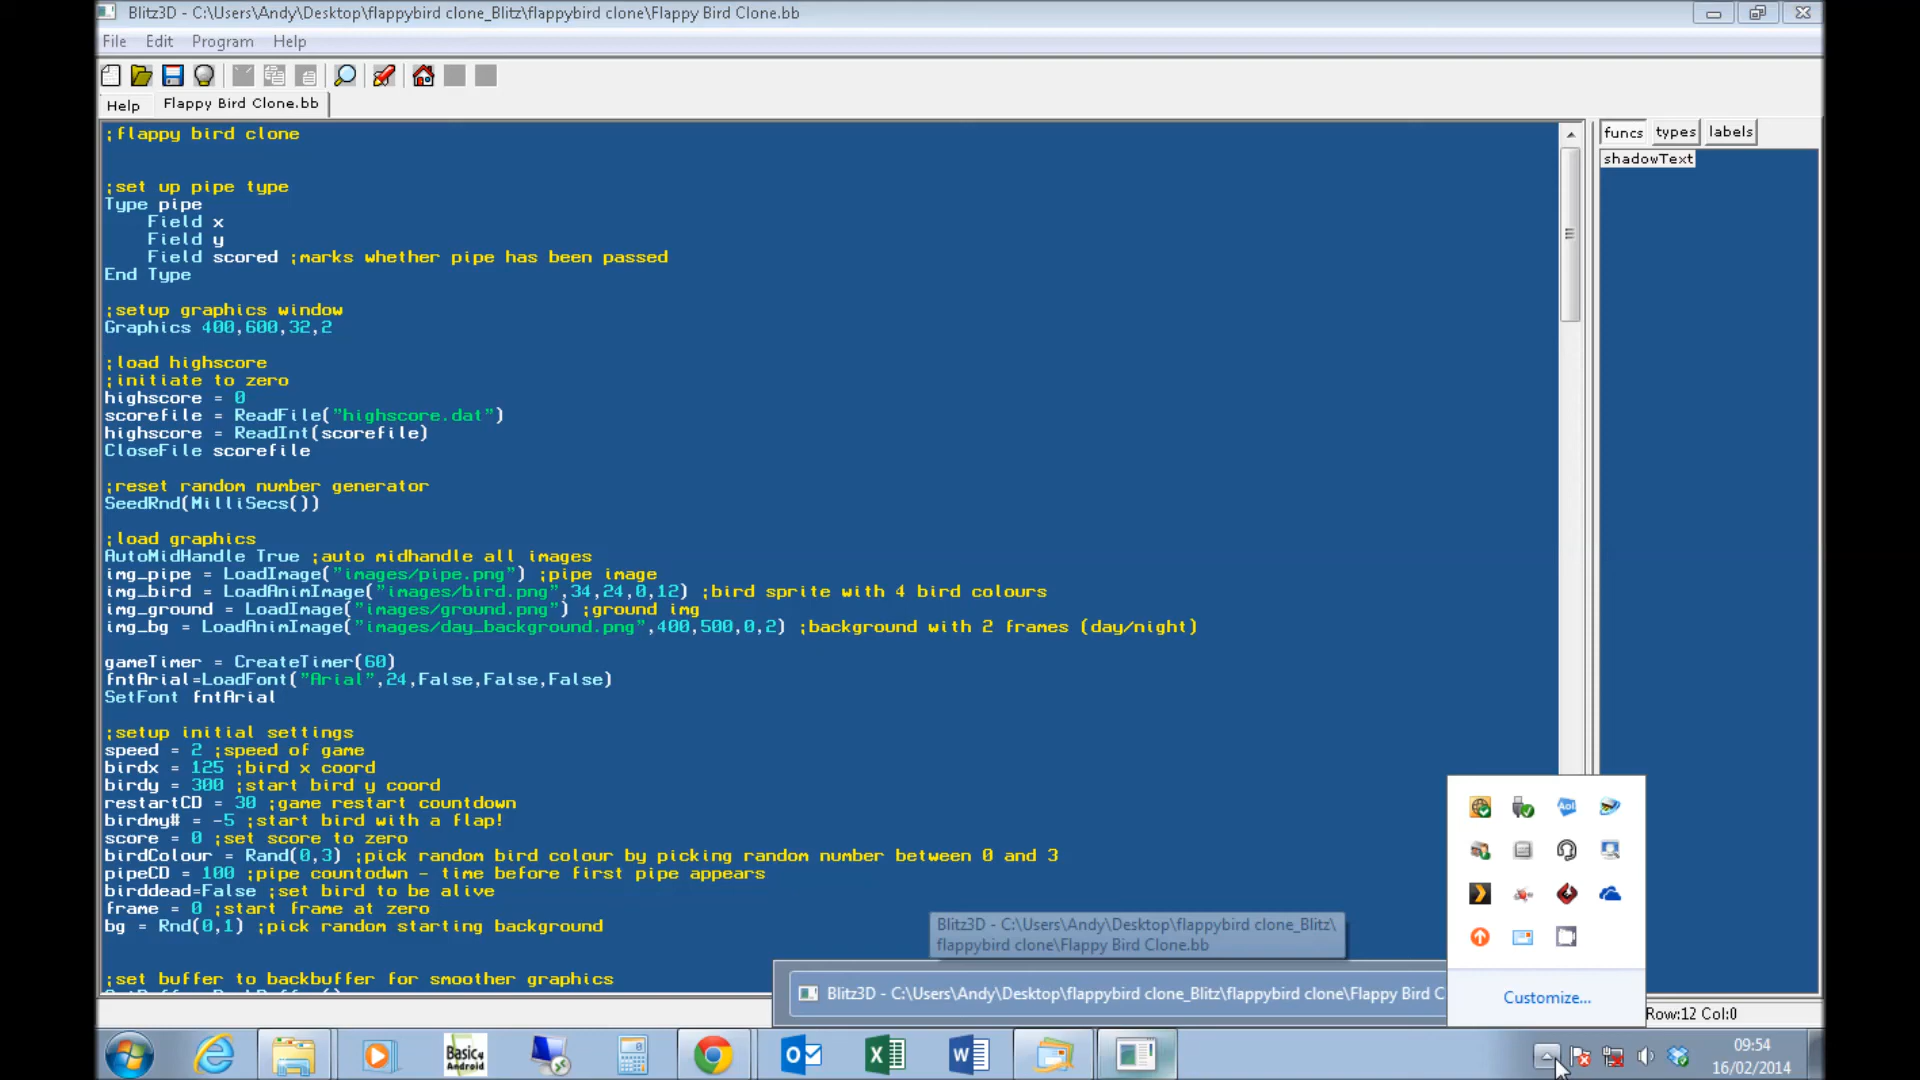 Blitz3D - C:\Users\Andy\Desktop\flappybird clone_Blitz\flappybird clone\Flappy Bird Clone.bb
File Edit Program Help
Help Flappy Bird Clone.bb
funcs types labels
shadowText
;flappy bird clone
;set up pipe type
Type pipe
Field x
Field y
Field scored ;marks whether pipe has been passed
End Type
;setup graphics window
Graphics 400,600,32,2
;load highscore
;initiate to zero
highscore = 0
scorefile = ReadFile("highscore.dat")
highscore = ReadInt(scorefile)
CloseFile scorefile
;reset random number generator
SeedRnd(MilliSecs())
;load graphics
AutoMidHandle True ;auto midhandle all images
img_pipe = LoadImage("images/pipe.png") ;pipe image
img_bird = LoadAnimImage("images/bird.png",34,24,0,12) ;bird sprite with 4 bird colours
img_ground = LoadImage("images/ground.png") ;ground img
img_bg = LoadAnimImage("images/day_background.png",400,500,0,2) ;background with 2 frames (day/night)
gameTimer = CreateTimer(60)
fntArial=LoadFont("Arial",24,False,False,False)
SetFont fntArial
;setup initial settings
speed = 2 ;speed of game
birdx = 125 ;bird x coord
birdy = 300 ;start bird y coord
restartCD = 30 ;game restart countdown
birdmy# = -5 ;start bird with a flap!
score = 0 ;set score to zero
birdColour = Rand(0,3) ;pick random bird colour by picking random number between 0 and 3
pipeCD = 100 ;pipe countodwn - time before first pipe appears
birddead=False ;set bird to be alive
frame = 0 ;start frame at zero
bg = Rnd(0,1) ;pick random starting background
;set buffer to backbuffer for smoother graphics
Blitz3D - C:\Users\Andy\Desktop\flappybird clone_Blitz\
flappybird clone\Flappy Bird Clone.bb
Blitz3D - C:\Users\Andy\Desktop\flappybird clone_Blitz\flappybird clone\Flappy Bird C
Aol.
Customize...
Row:12 Col:0
Basic4
Android
09:54
16/02/2014